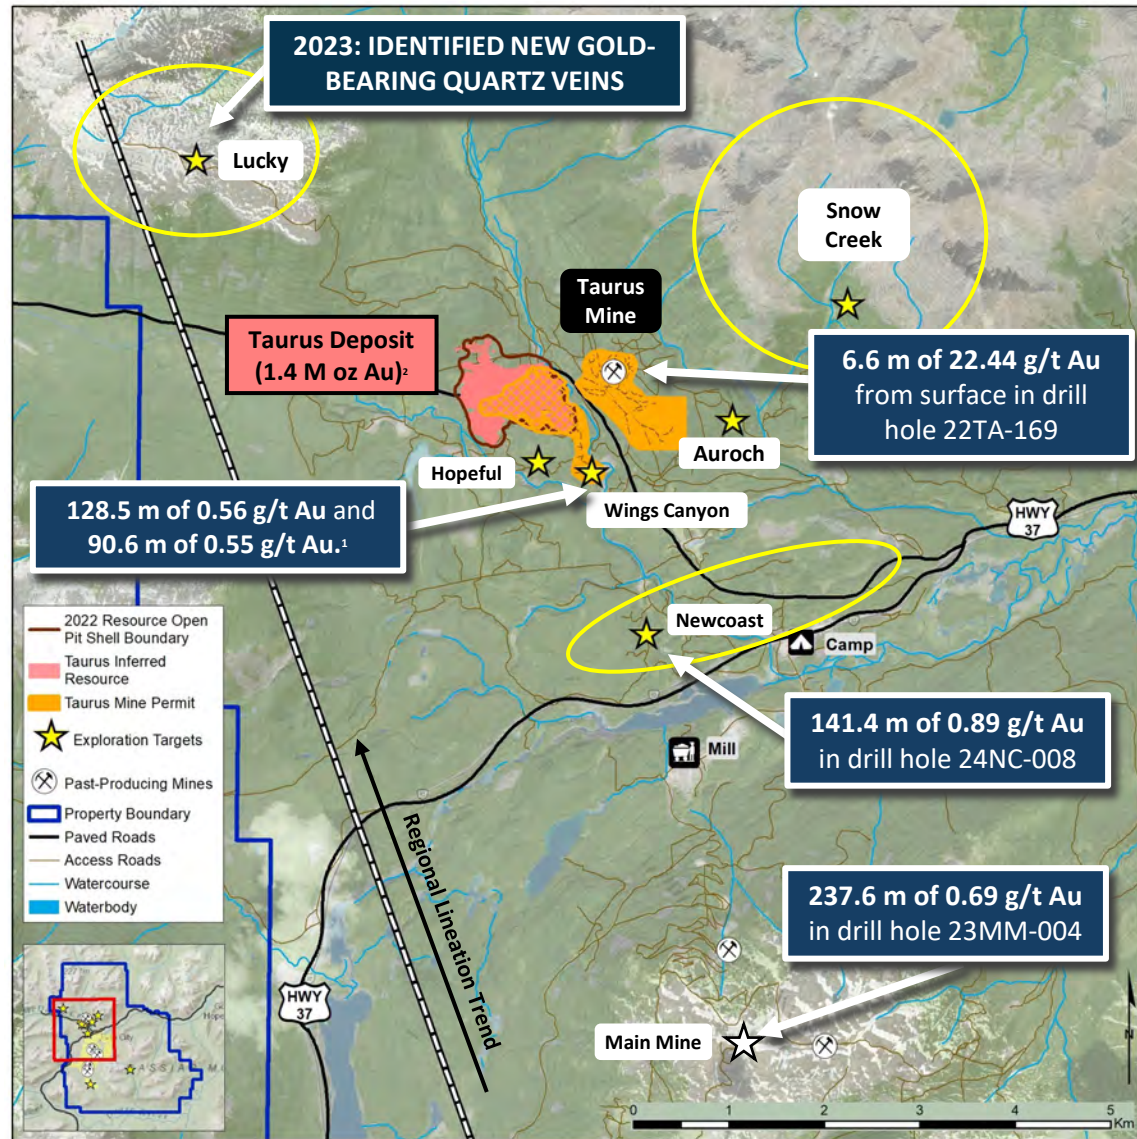 2023: IDENTIFIED NEW GOLD-
BEARING QUARTZ VEINS
Lucky
Snow
Creek
Taurus
Mine
Taurus Deposit
(1.4 M oz Au)²
6.6 m of 22.44 g/t Au
from surface in drill
hole 22TA-169
Auroch
Hopeful
Wings Canyon
128.5 m of 0.56 g/t Au and
90.6 m of 0.55 g/t Au.¹
HWY
37
Newcoast
Camp
2022 Resource Open
Pit Shell Boundary
Taurus Inferred
Resource
Taurus Mine Permit
Exploration Targets
Past-Producing Mines
Property Boundary
Paved Roads
Access Roads
Watercourse
Waterbody
141.4 m of 0.89 g/t Au
in drill hole 24NC-008
Mill
Regional Lineation Trend
237.6 m of 0.69 g/t Au
in drill hole 23MM-004
HWY
37
Main Mine
N
0 1 2 3 4 5
Km